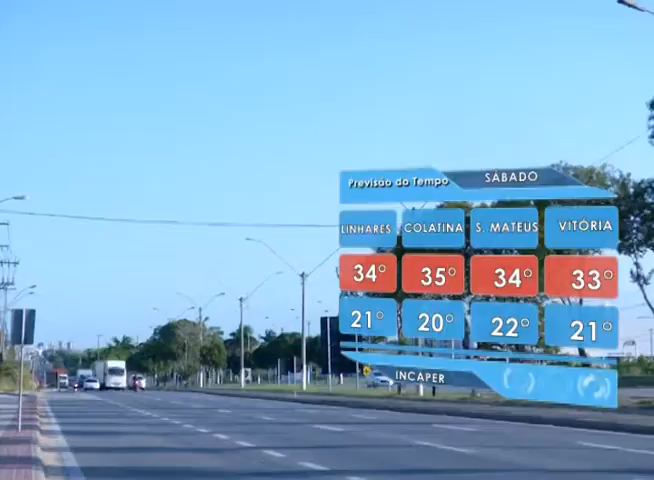 Previsão do Tempo SÁBADO
LINHARES COLATINA S. MATEUS VITÓRIA
34° 35° 34° 33°
21° 20° 22° 21°
INCAPER